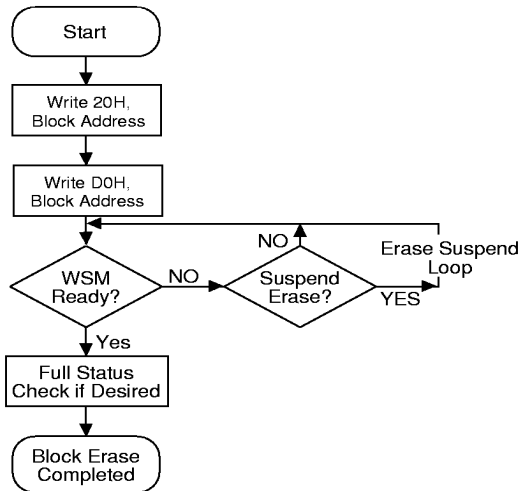 Start
Write 20H,
Block Address
Write D0H,
Block Address
NO
Erase Suspend
Loop
WSM
Ready?
NO
Suspend
Erase?
YES
Yes
Full Status
Check if Desired
Block Erase
Completed